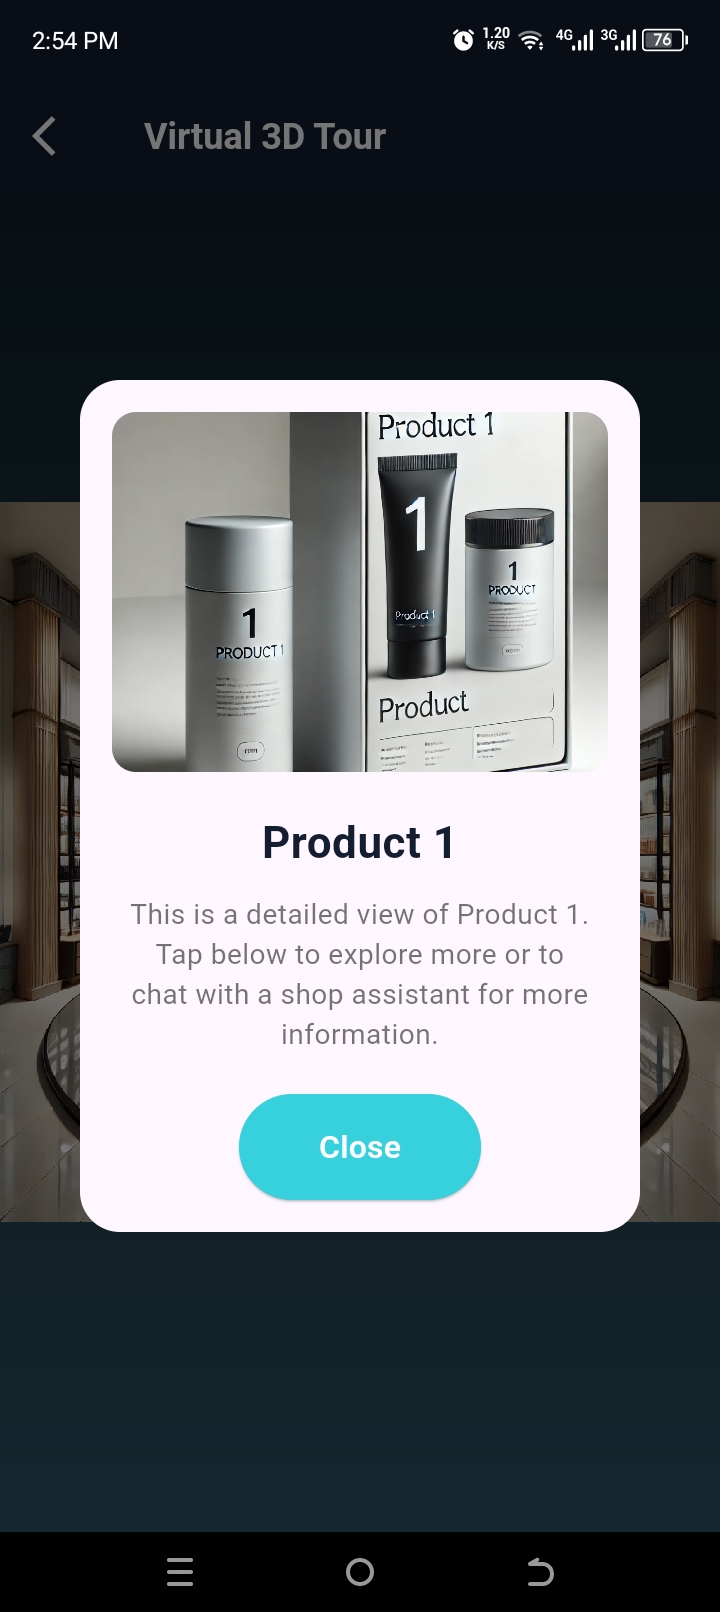 2:54 PM
1.20
K/S
4G
3G
76
Virtual 3D Tour
Product 1
1
Product 1
1
PRODUCT
1
PRODUCT 1
Product
Product 1
This is a detailed view of Product 1.
Tap below to explore more or to
chat with a shop assistant for more
information.
Close